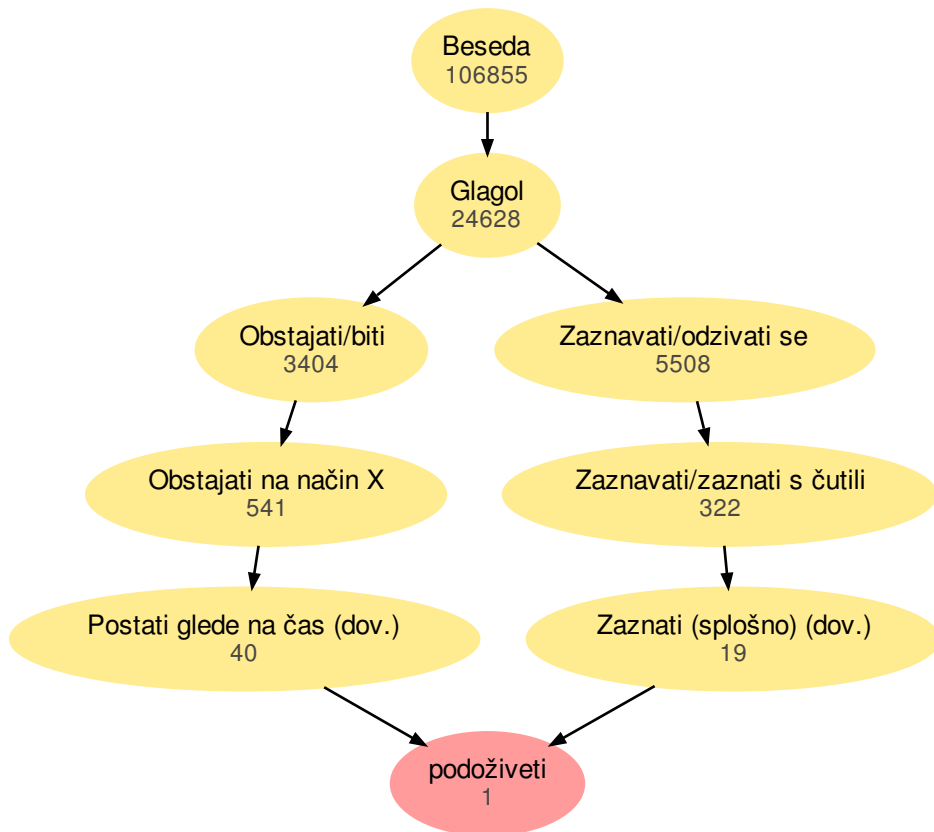 Beseda
106855
Glagol
24628
Obstajati/biti
3404
Zaznavati/odzivati se
5508
Obstajati na način X
541
Zaznavati/zaznati s čutili
322
Postati glede na čas (dov.)
40
Zaznati (splošno) (dov.)
19
podoživeti
1